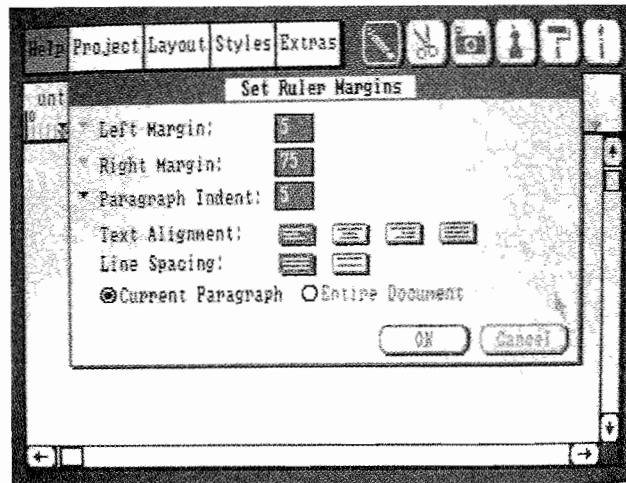 Help Project Layout Styles Extras
unt
Set Ruler Margins
Left Margin: 5
Right Margin: 75
Paragraph Indent: 5
Text Alignment:
Line Spacing:
Current Paragraph Entire Document
OK Cancel